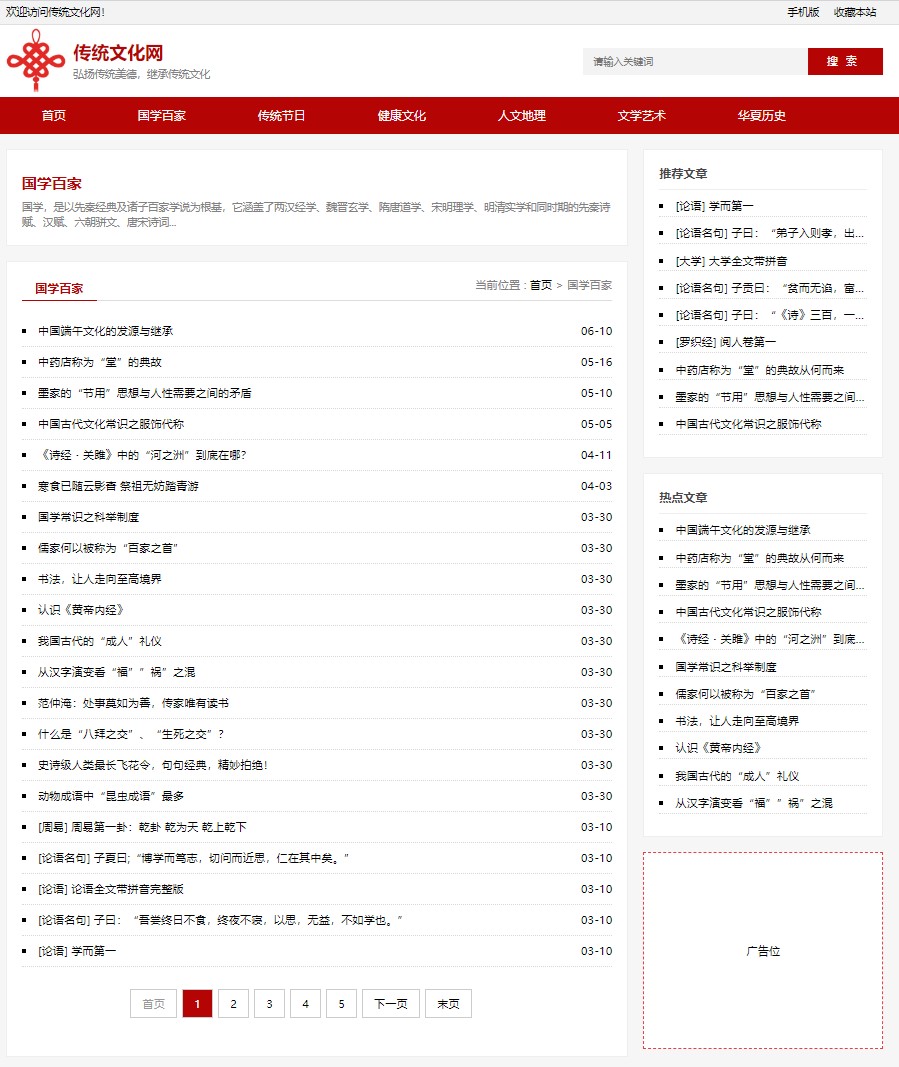 欢迎访问传统文化网!
手机版 收藏本站
传统文化网
弘扬传统美德，继承传统文化
请输入关键词
搜 索
首页 国学百家 传统节日 健康文化 人文地理 文学艺术 华夏历史
国学百家
国学，是以先秦经典及诸子百家学说为根基，它涵盖了两汉经学、魏晋玄学、隋唐道学、宋明理学、明清实学和同时期的先秦诗
赋、汉赋、六朝骈文、唐宋诗词...
国学百家
当前位置 : 首页 > 国学百家
中国端午文化的发源与继承 06-10
中药店称为“堂”的典故 05-16
墨家的“节用”思想与人性需要之间的矛盾 05-10
中国古代文化常识之服饰代称 05-05
《诗经 · 关雎》中的“河之洲”到底在哪? 04-11
寒食已随云影杳 祭祖无妨踏青游 04-03
国学常识之科举制度 03-30
儒家何以被称为“百家之首” 03-30
书法，让人走向至高境界 03-30
认识《黄帝内经》 03-30
我国古代的“成人”礼仪 03-30
从汉字演变看“福””祸”之混 03-30
范仲淹：处事莫如为善，传家唯有读书 03-30
什么是“八拜之交”、“生死之交”？ 03-30
史诗级人类最长飞花令，句句经典，精妙拍绝！ 03-30
动物成语中“昆虫成语”最多 03-30
[周易] 周易第一卦：乾卦 乾为天 乾上乾下 03-10
[论语名句] 子夏曰;“博学而笃志，切问而近思，仁在其中矣。” 03-10
[论语] 论语全文带拼音完整版 03-10
[论语名句] 子曰：“吾尝终日不食，终夜不寝，以思，无益，不如学也。” 03-10
[论语] 学而第一 03-10
首页 1 2 3 4 5 下一页 末页
推荐文章
[论语] 学而第一
[论语名句] 子曰：“弟子入则孝，出...
[大学] 大学全文带拼音
[论语名句] 子贡曰：“贫而无谄，富...
[论语名句] 子曰：“《诗》三百，一...
[罗织经] 阅人卷第一
中药店称为“堂”的典故从何而来
墨家的“节用”思想与人性需要之间...
中国古代文化常识之服饰代称
热点文章
中国端午文化的发源与继承
中药店称为“堂”的典故从何而来
墨家的“节用”思想与人性需要之间...
中国古代文化常识之服饰代称
《诗经 · 关雎》中的“河之洲”到底...
国学常识之科举制度
儒家何以被称为“百家之首”
书法，让人走向至高境界
认识《黄帝内经》
我国古代的“成人”礼仪
从汉字演变看“福””祸”之混
广告位